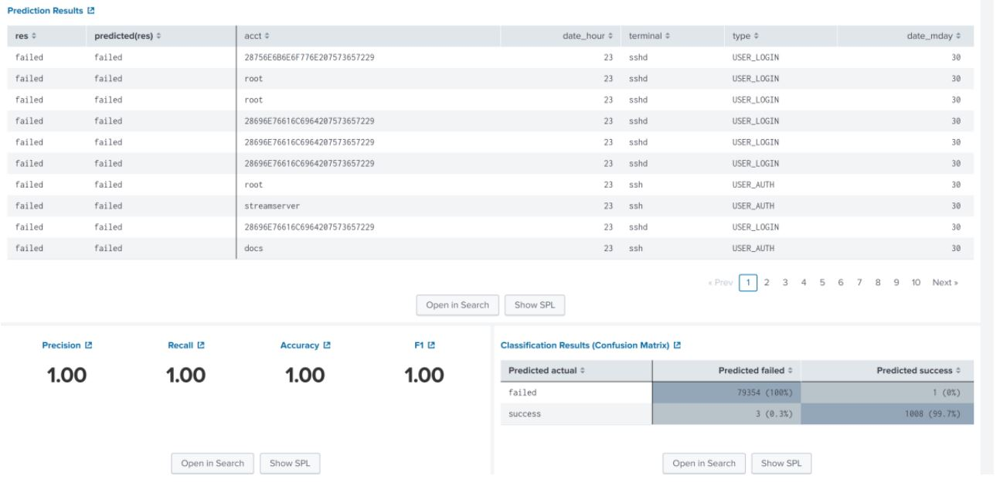 Prediction Results
res predicted(res) acct date_hour terminal type date_mday
failed failed 28756E6B6E6F776E207573657229 23 sshd USER_LOGIN 30
failed failed root 23 sshd USER_LOGIN 30
failed failed root 23 sshd USER_LOGIN 30
failed failed 28696E76616C6964207573657229 23 sshd USER_LOGIN 30
failed failed 28696E76616C6964207573657229 23 sshd USER_LOGIN 30
failed failed 28696E76616C6964207573657229 23 sshd USER_LOGIN 30
failed failed root 23 ssh USER_AUTH 30
failed failed streamserver 23 ssh USER_AUTH 30
failed failed 28696E76616C6964207573657229 23 sshd USER_LOGIN 30
failed failed docs 23 ssh USER_AUTH 30
« Prev 1 2 3 4 5 6 7 8 9 10 Next »
Open in Search Show SPL
Precision Recall Accuracy F1
1.00 1.00 1.00 1.00
Open in Search Show SPL
Classification Results (Confusion Matrix)
Predicted actual Predicted failed Predicted success
failed 79354 (100%) 1 (0%)
success 3 (0.3%) 1008 (99.7%)
Open in Search Show SPL